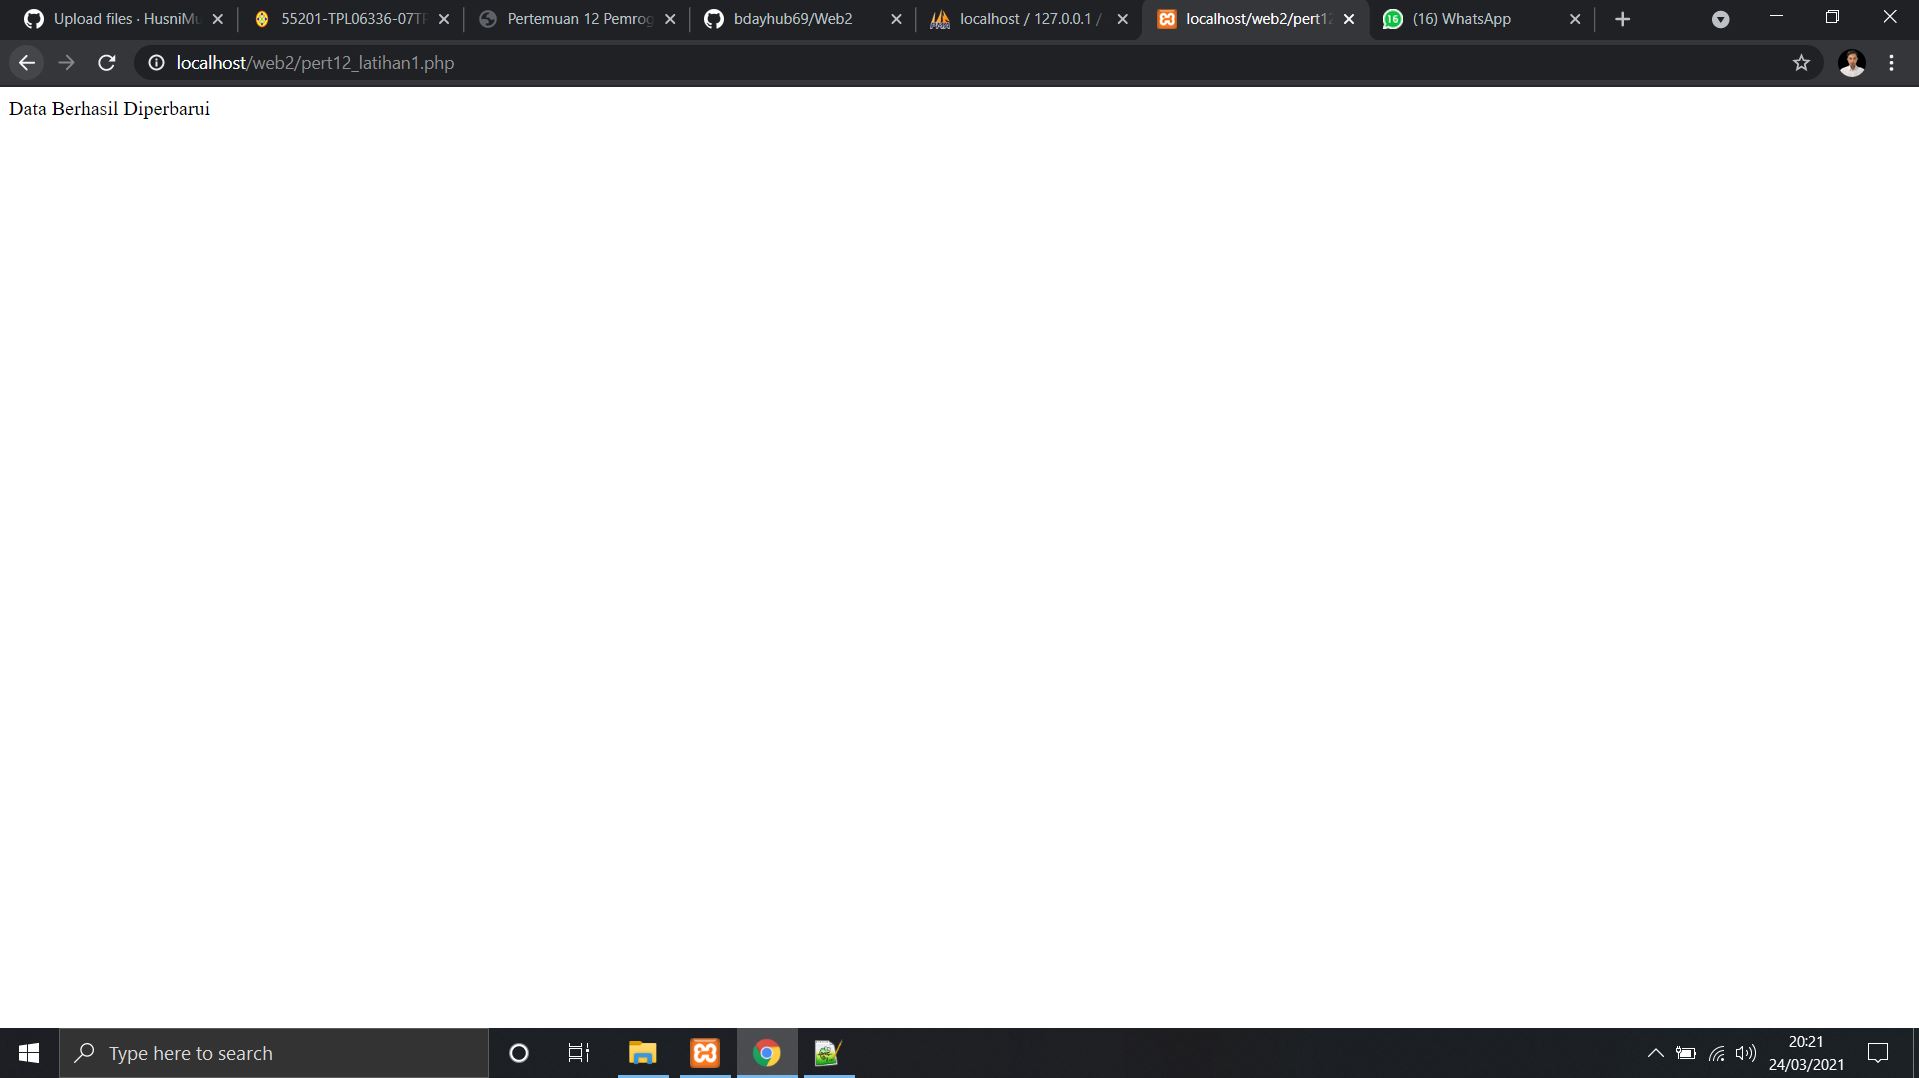 Upload files · HusniMu
55201-TPL06336-07TP
Pertemuan 12 Pemrog
bdayhub69/Web2
localhost / 127.0.0.1 /
localhost/web2/pert12
16
(16) WhatsApp
localhost/web2/pert12_latihan1.php
Data Berhasil Diperbarui
Type here to search
20:21
24/03/2021